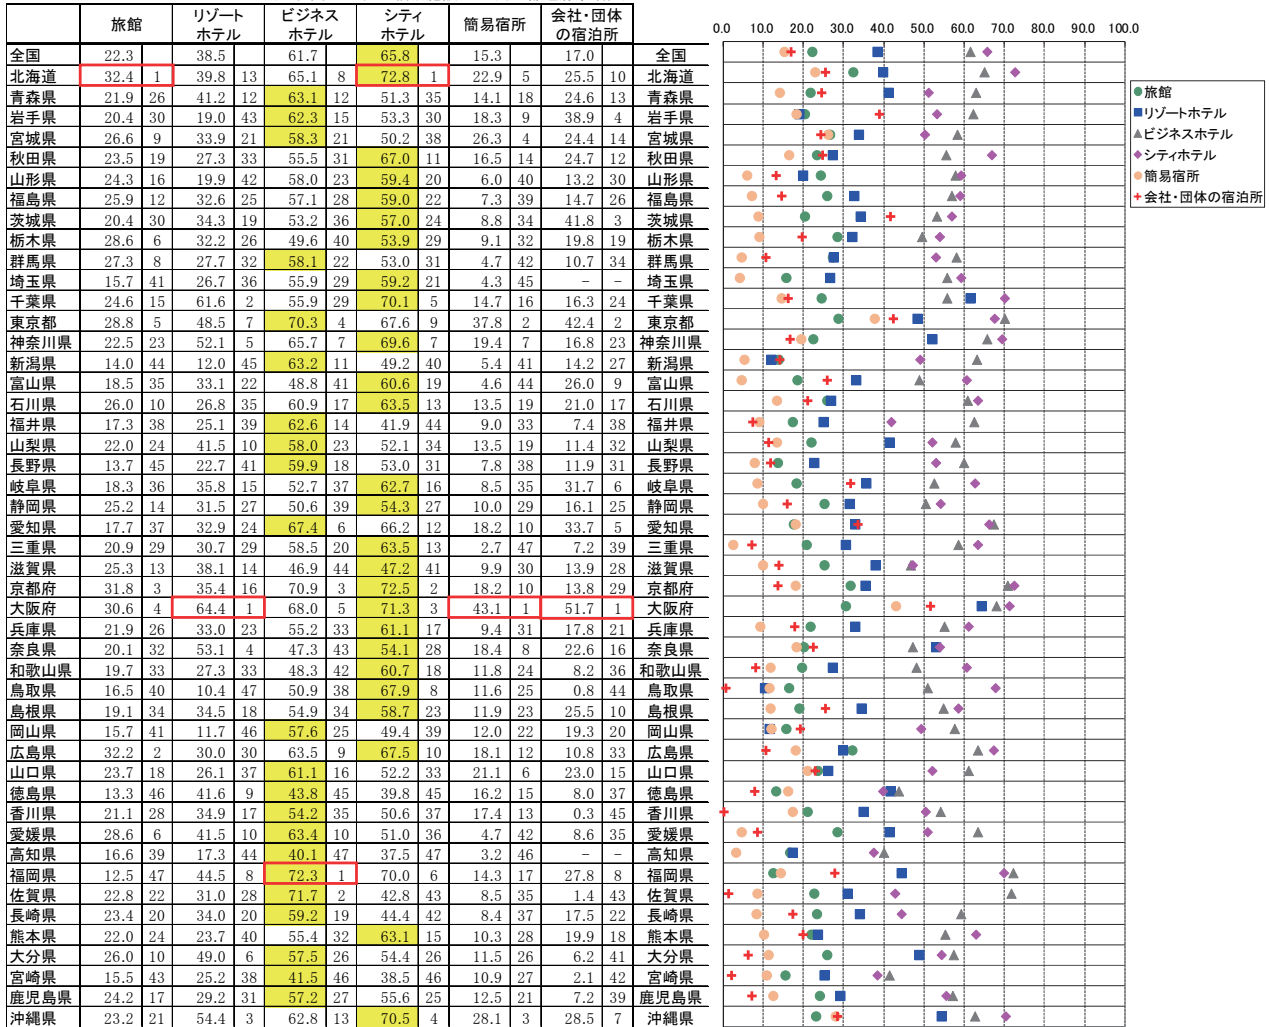 旅館 リゾートホテル ビジネスホテル シティホテル 簡易宿所 会社・団体の宿泊所
0.0 10.0 20.0 30.0 40.0 50.0 60.0 70.0 80.0 90.0 100.0
全国 22.3 38.5 61.7 65.8 15.3 17.0 全国
北海道 32.4 1 39.8 13 65.1 8 72.8 1 22.9 5 25.5 10 北海道
青森県 21.9 26 41.2 12 63.1 12 51.3 35 14.1 18 24.6 13 青森県
岩手県 20.4 30 19.0 43 62.3 15 53.3 30 18.3 9 38.9 4 岩手県
宮城県 26.6 9 33.9 21 58.3 21 50.2 38 26.3 4 24.4 14 宮城県
秋田県 23.5 19 27.3 33 55.5 31 67.0 11 16.5 14 24.7 12 秋田県
山形県 24.3 16 19.9 42 58.0 23 59.4 20 6.0 40 13.2 30 山形県
福島県 25.9 12 32.6 25 57.1 28 59.0 22 7.3 39 14.7 26 福島県
茨城県 20.4 30 34.3 19 53.2 36 57.0 24 8.8 34 41.8 3 茨城県
栃木県 28.6 6 32.2 26 49.6 40 53.9 29 9.1 32 19.8 19 栃木県
群馬県 27.3 8 27.7 32 58.1 22 53.0 31 4.7 42 10.7 34 群馬県
埼玉県 15.7 41 26.7 36 55.9 29 59.2 21 4.3 45 - - 埼玉県
千葉県 24.6 15 61.6 2 55.9 29 70.1 5 14.7 16 16.3 24 千葉県
東京都 28.8 5 48.5 7 70.3 4 67.6 9 37.8 2 42.4 2 東京都
神奈川県 22.5 23 52.1 5 65.7 7 69.6 7 19.4 7 16.8 23 神奈川県
新潟県 14.0 44 12.0 45 63.2 11 49.2 40 5.4 41 14.2 27 新潟県
富山県 18.5 35 33.1 22 48.8 41 60.6 19 4.6 44 26.0 9 富山県
石川県 26.0 10 26.8 35 60.9 17 63.5 13 13.5 19 21.0 17 石川県
福井県 17.3 38 25.1 39 62.6 14 41.9 44 9.0 33 7.4 38 福井県
山梨県 22.0 24 41.5 10 58.0 23 52.1 34 13.5 19 11.4 32 山梨県
長野県 13.7 45 22.7 41 59.9 18 53.0 31 7.8 38 11.9 31 長野県
岐阜県 18.3 36 35.8 15 52.7 37 62.7 16 8.5 35 31.7 6 岐阜県
静岡県 25.2 14 31.5 27 50.6 39 54.3 27 10.0 29 16.1 25 静岡県
愛知県 17.7 37 32.9 24 67.4 6 66.2 12 18.2 10 33.7 5 愛知県
三重県 20.9 29 30.7 29 58.5 20 63.5 13 2.7 47 7.2 39 三重県
滋賀県 25.3 13 38.1 14 46.9 44 47.2 41 9.9 30 13.9 28 滋賀県
京都府 31.8 3 35.4 16 70.9 3 72.5 2 18.2 10 13.8 29 京都府
大阪府 30.6 4 64.4 1 68.0 5 71.3 3 43.1 1 51.7 1 大阪府
兵庫県 21.9 26 33.0 23 55.2 33 61.1 17 9.4 31 17.8 21 兵庫県
奈良県 20.1 32 53.1 4 47.3 43 54.1 28 18.4 8 22.6 16 奈良県
和歌山県 19.7 33 27.3 33 48.3 42 60.7 18 11.8 24 8.2 36 和歌山県
鳥取県 16.5 40 10.4 47 50.9 38 67.9 8 11.6 25 0.8 44 鳥取県
島根県 19.1 34 34.5 18 54.9 34 58.7 23 11.9 23 25.5 10 島根県
岡山県 15.7 41 11.7 46 57.6 25 49.4 39 12.0 22 19.3 20 岡山県
広島県 32.2 2 30.0 30 63.5 9 67.5 10 18.1 12 10.8 33 広島県
山口県 23.7 18 26.1 37 61.1 16 52.2 33 21.1 6 23.0 15 山口県
徳島県 13.3 46 41.6 9 43.8 45 39.8 45 16.2 15 8.0 37 徳島県
香川県 21.1 28 34.9 17 54.2 35 50.6 37 17.4 13 0.3 45 香川県
愛媛県 28.6 6 41.5 10 63.4 10 51.0 36 4.7 42 8.6 35 愛媛県
高知県 16.6 39 17.3 44 40.1 47 37.5 47 3.2 46 - - 高知県
福岡県 12.5 47 44.5 8 72.3 1 70.0 6 14.3 17 27.8 8 福岡県
佐賀県 22.8 22 31.0 28 71.7 2 42.8 43 8.5 35 1.4 43 佐賀県
長崎県 23.4 20 34.0 20 59.2 19 44.4 42 8.4 37 17.5 22 長崎県
熊本県 22.0 24 23.7 40 55.4 32 63.1 15 10.3 28 19.9 18 熊本県
大分県 26.0 10 49.0 6 57.5 26 54.4 26 11.5 26 6.2 41 大分県
宮崎県 15.5 43 25.2 38 41.5 46 38.5 46 10.9 27 2.1 42 宮崎県
鹿児島県 24.2 17 29.2 31 57.2 27 55.6 25 12.5 21 7.2 39 鹿児島県
沖縄県 23.2 21 54.4 3 62.8 13 70.5 4 28.1 3 28.5 7 沖縄県
旅館
リゾートホテル
ビジネスホテル
シティホテル
簡易宿所
会社・団体の宿泊所